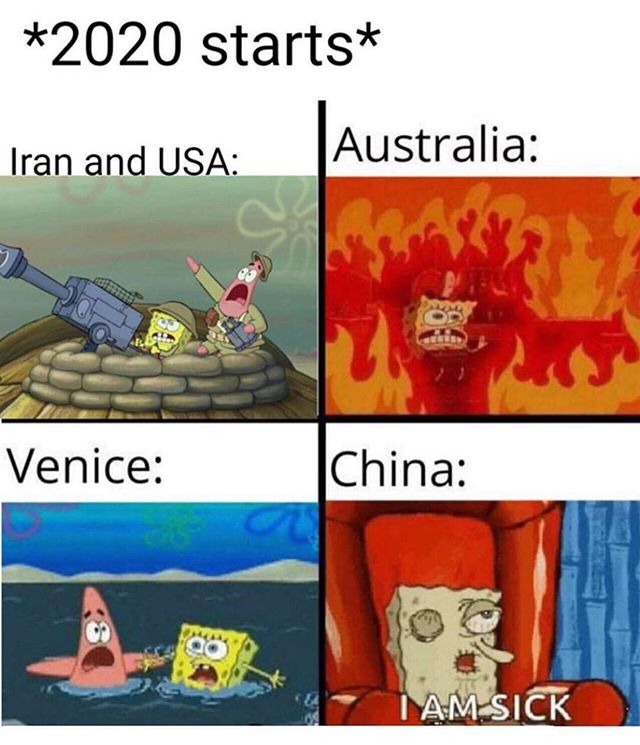 *2020 starts*
Iran and USA:
Australia:
Venice:
China:
I AM SICK